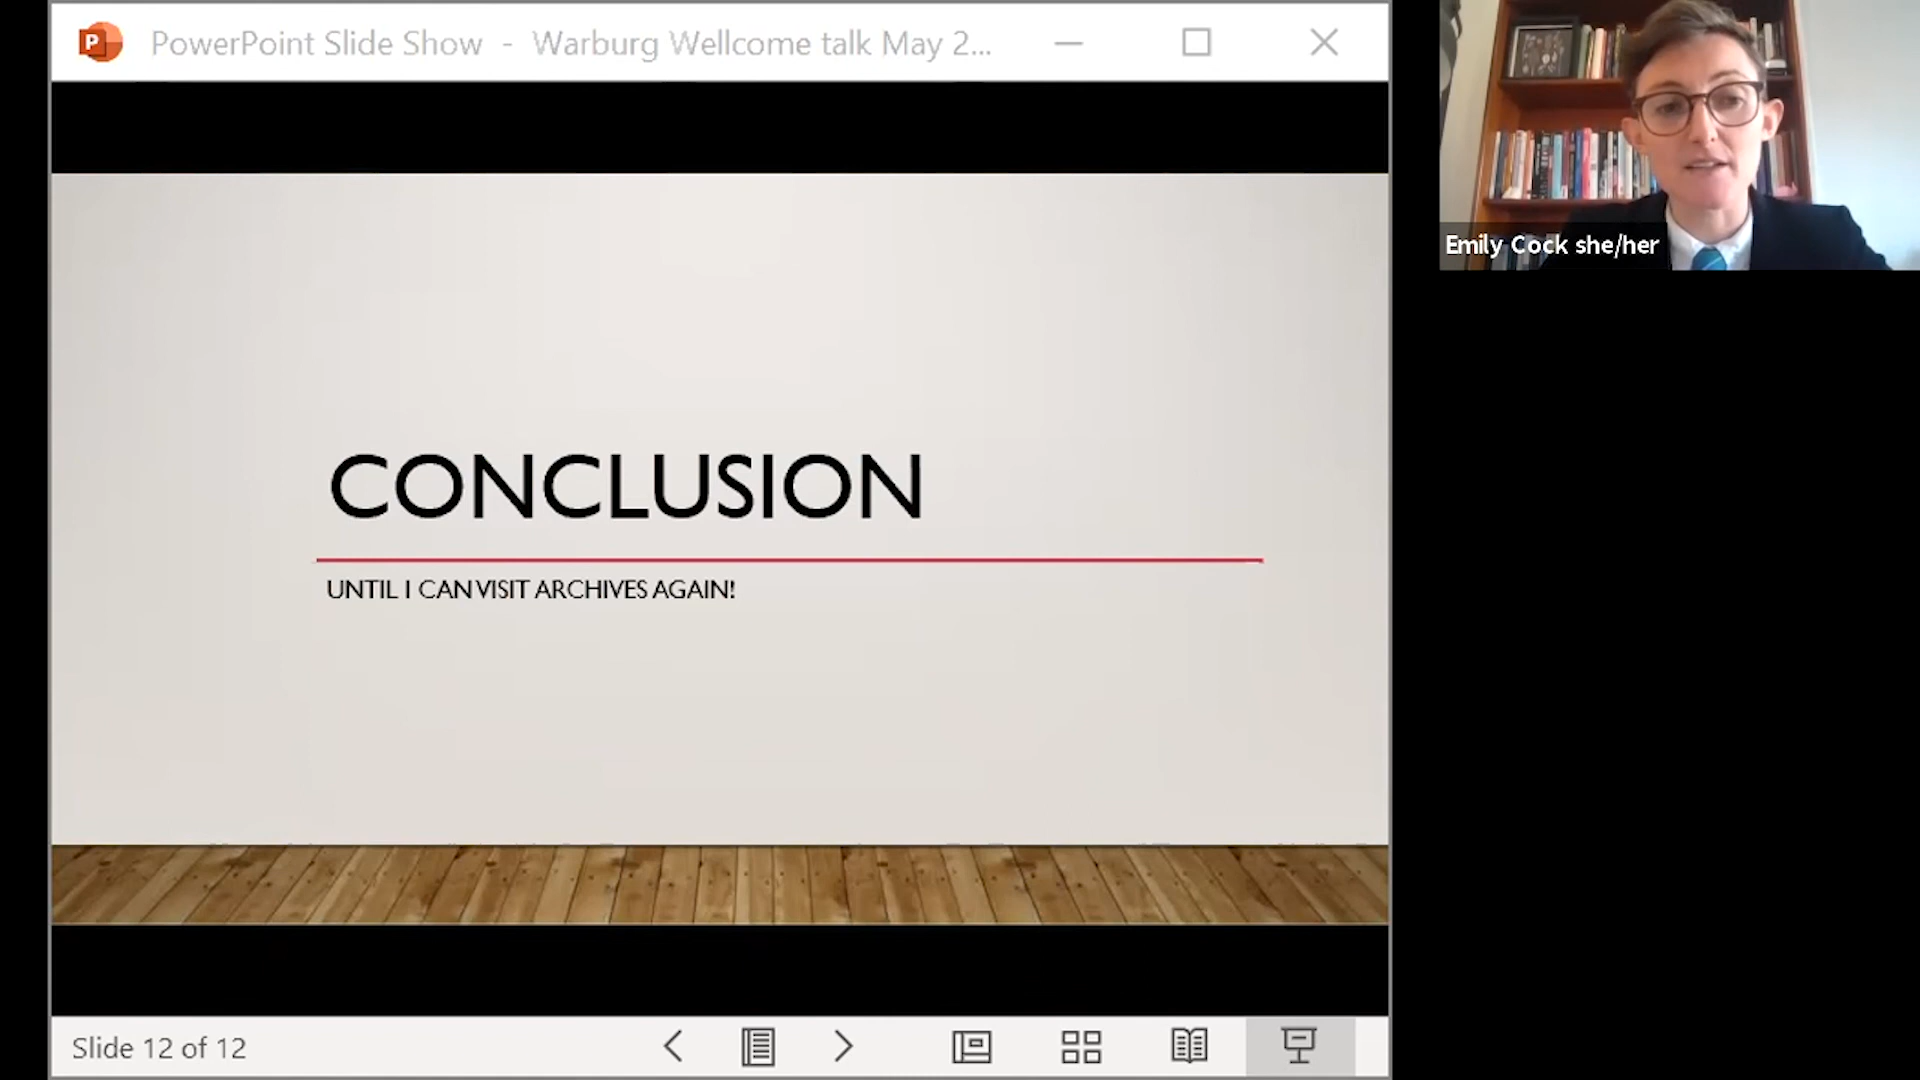 PowerPoint Slide Show - Warburg Wellcome talk May 2...
Emily Cock she/her
CONCLUSION
UNTIL I CAN VISIT ARCHIVES AGAIN!
Slide 12 of 12